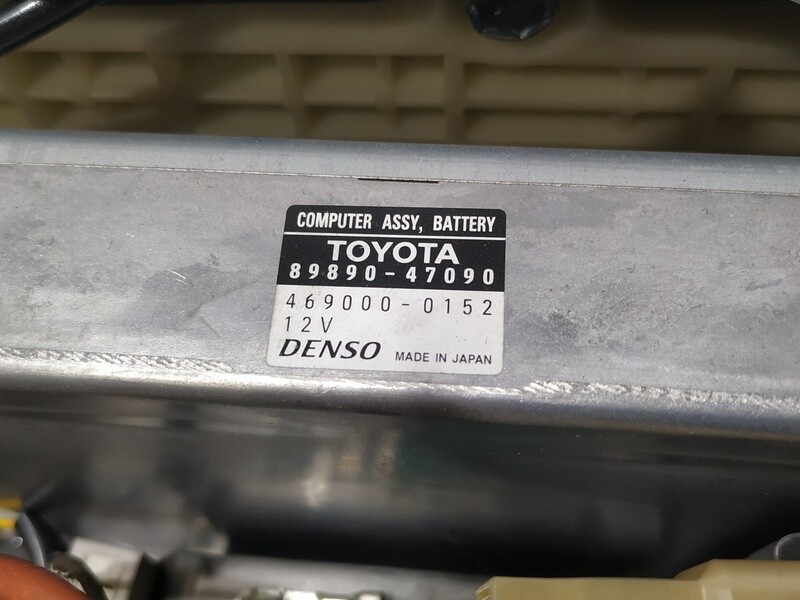 COMPUTER ASSY, BATTERY
TOYOTA
89890-47090
469000-0152
12V
DENSO MADE IN JAPAN